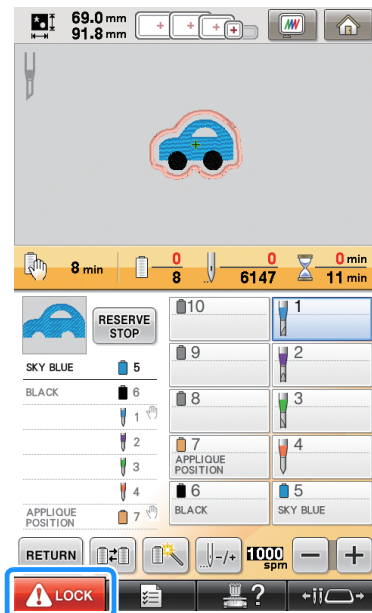 69.0 mm
91.8 mm
8 min
0
8
0
6147
0 min
11 min
RESERVE
STOP
SKY BLUE 5
BLACK 6
1
2
3
4
APPLIQUE
POSITION 7
10
1
9
2
8
3
7
APPLIQUE
POSITION
4
6
BLACK
5
SKY BLUE
RETURN
-/+
1000
spm
−
+
LOCK
?